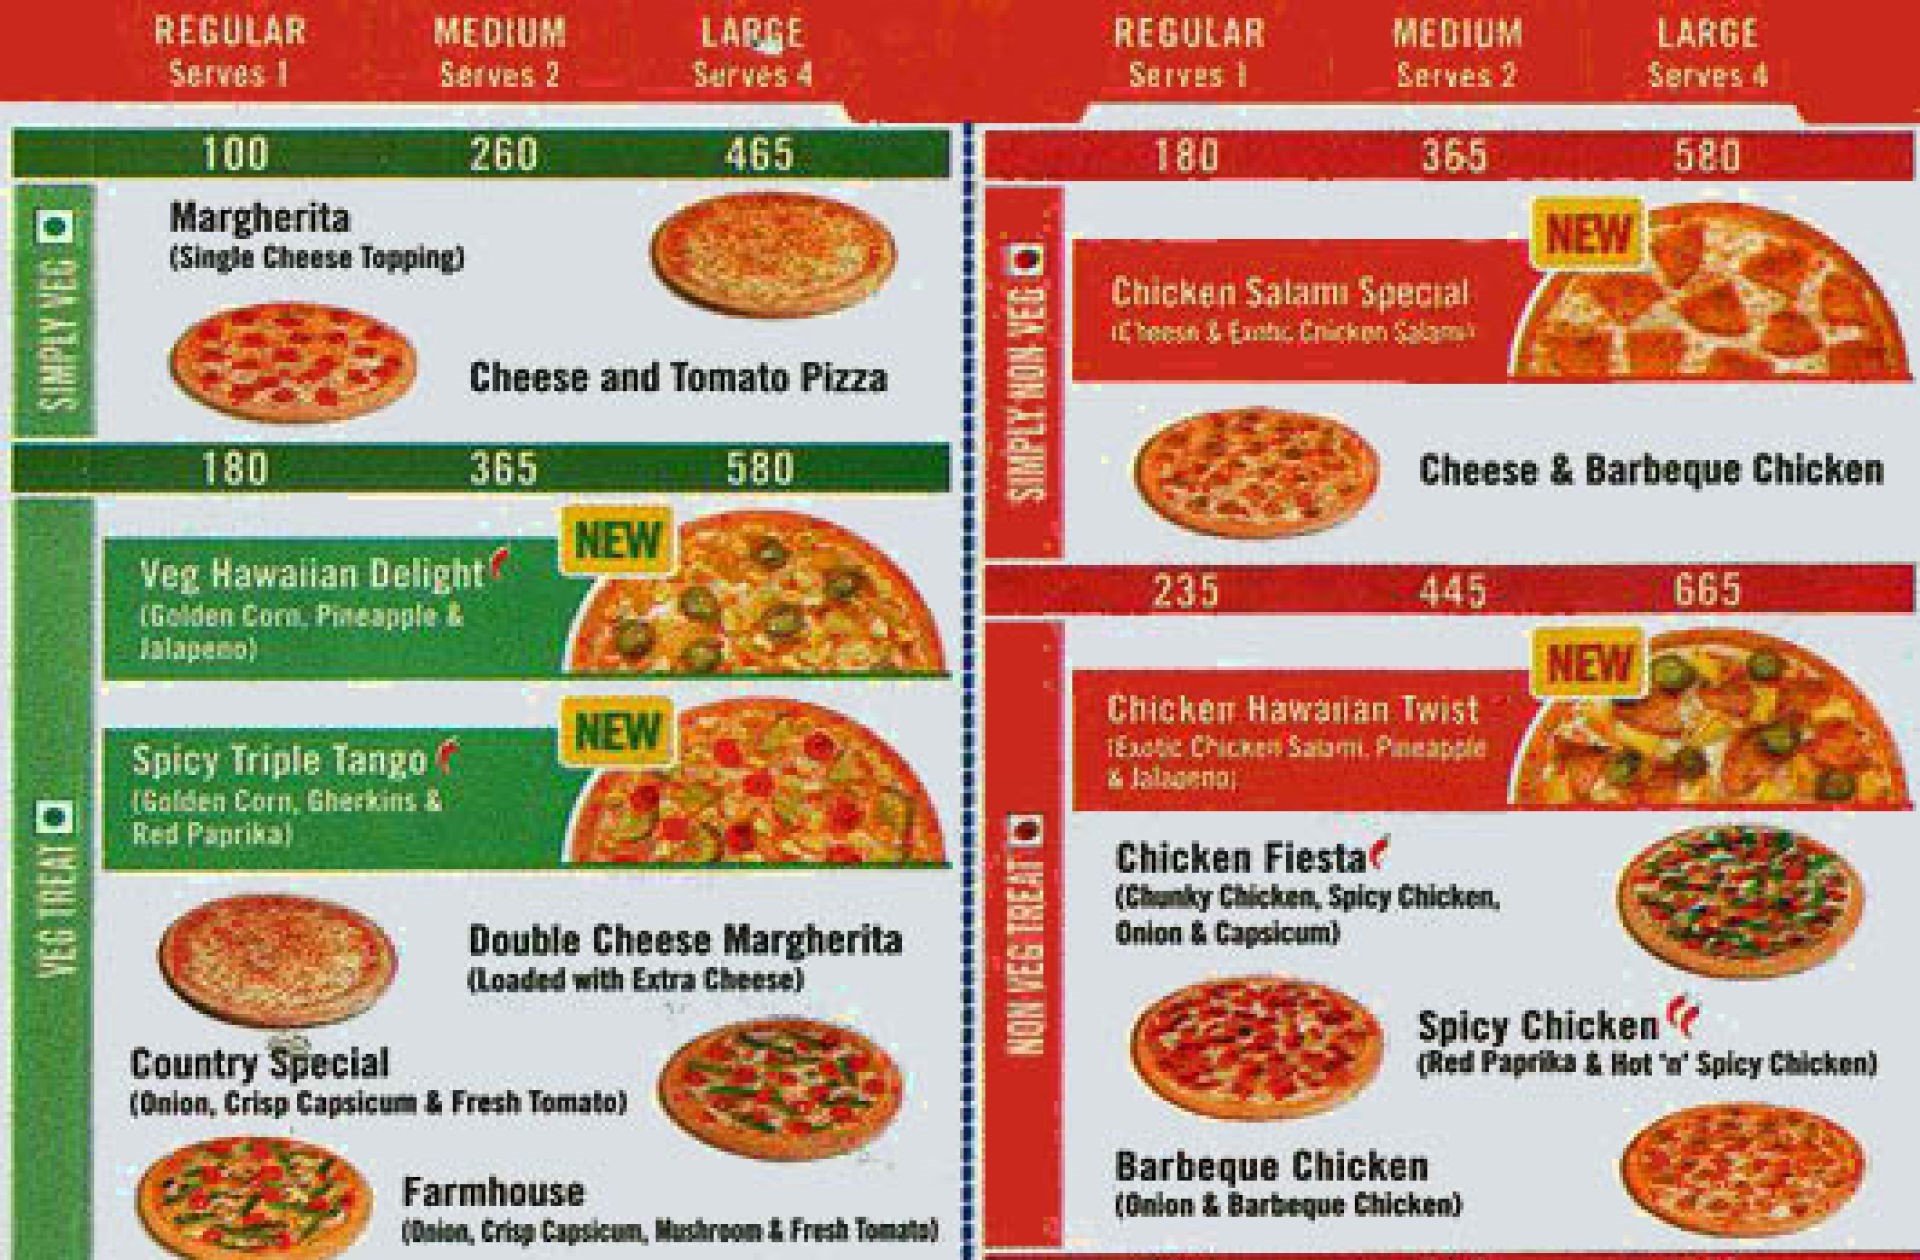 REGULAR MEDIUM LARGE
Serves 1 Serves 2 Serves 4
100 260 465
SIMPLY VEG
Margherita
(Single Cheese Topping)
Cheese and Tomato Pizza
180 365 580
VEG TREAT
NEW
Veg Hawaiian Delight
(Golden Corn, Pineapple &
Jalapeno)
NEW
Spicy Triple Tango
(Golden Corn, Gherkins &
Red Paprika)
Double Cheese Margherita
(Loaded with Extra Cheese)
Country Special
(Onion, Crisp Capsicum & Fresh Tomato)
Farmhouse
(Onion, Crisp Capsicum, Mushroom & Fresh Tomato)
REGULAR MEDIUM LARGE
Serves 1 Serves 2 Serves 4
180 365 580
SIMPLY NON VEG
NEW
Chicken Salami Special
(Cheese & Exotic Chicken Salami)
Cheese & Barbeque Chicken
235 445 665
NON VEG TREAT
NEW
Chicken Hawaiian Twist
(Exotic Chicken Salami, Pineapple
& Jalapeno)
Chicken Fiesta
(Chunky Chicken, Spicy Chicken,
Onion & Capsicum)
Spicy Chicken
(Red Paprika & Hot 'n' Spicy Chicken)
Barbeque Chicken
(Onion & Barbeque Chicken)